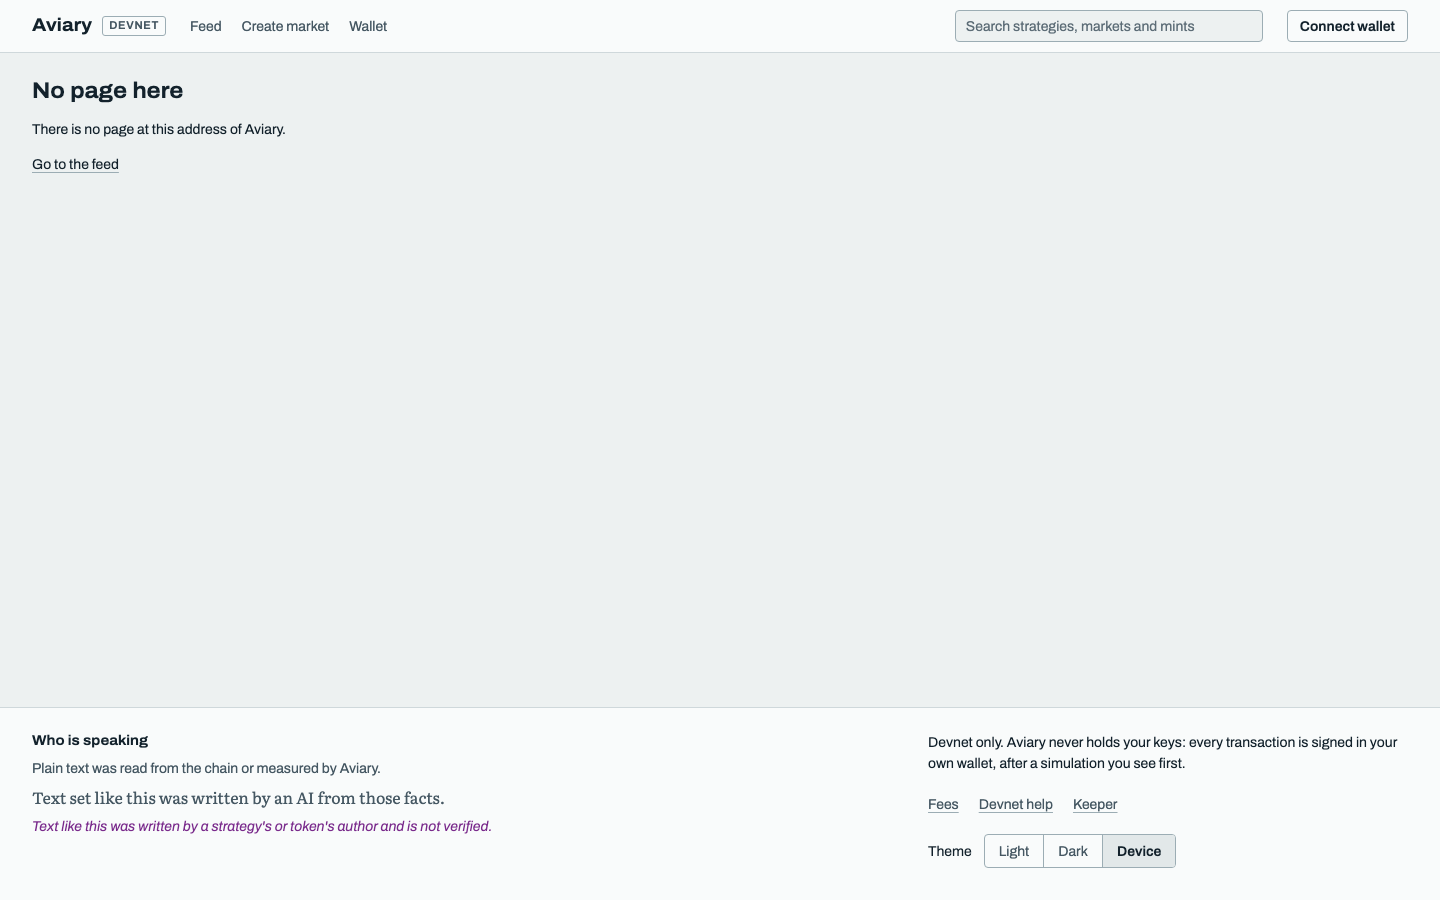 Aviary DEVNET Feed Create market Wallet Search strategies, markets and mints Connect wallet
No page here
There is no page at this address of Aviary.
Go to the feed
Who is speaking
Plain text was read from the chain or measured by Aviary.
Text set like this was written by an AI from those facts.
Text like this was written by a strategy's or token's author and is not verified.
Devnet only. Aviary never holds your keys: every transaction is signed in your
own wallet, after a simulation you see first.
Fees Devnet help Keeper
Theme Light Dark Device